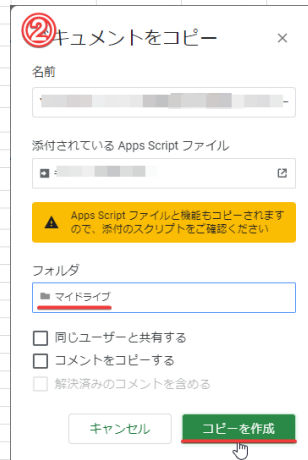 ②
キュメントをコピー
名前
添付されている Apps Script ファイル
Apps Script ファイルと機能もコピーされます
ので、添付のスクリプトをご確認ください
フォルダ
マイドライブ
同じユーザーと共有する
コメントをコピーする
解決済みのコメントを含める
キャンセル
コピーを作成